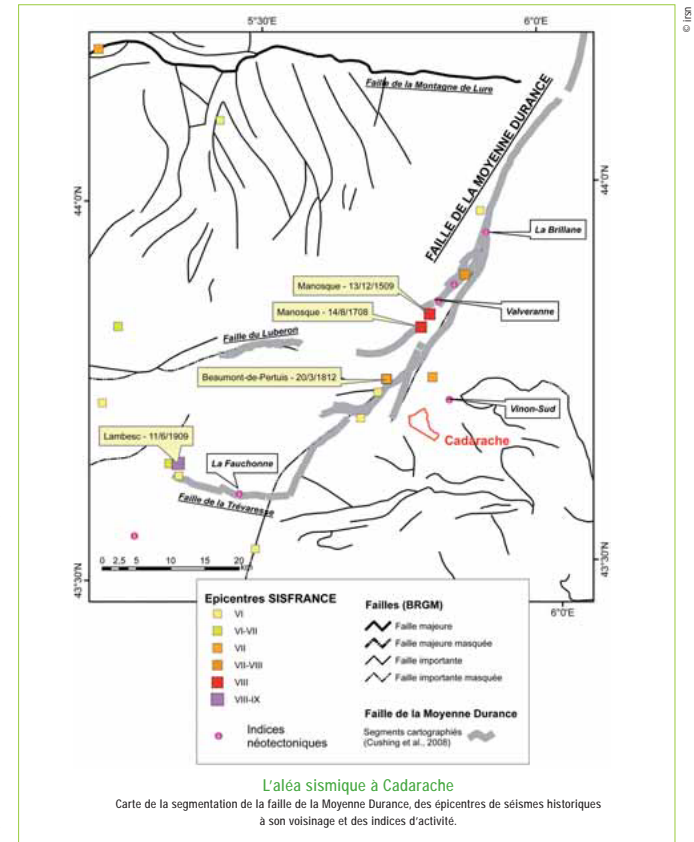 © irsn
5°30'E
6°0'E
Faille de la Montagne de Lure
FAILLE DE LA MOYENNE DURANCE
44°0'N
44°0'N
La Brillane
Manosque - 13/12/1509
Manosque - 14/8/1708
Valveranne
Faille du Luberon
Beaumont-de-Pertuis - 20/3/1812
Vinon-Sud
Lambesc - 11/6/1909
Cadarache
La Fauchonne
Faille de la Trévaresse
0 2,5 5 10 15 20
km
43°30'N
43°30'N
6°0'E
Epicentres SISFRANCE
VI
VI-VII
VII
VII-VIII
VIII
VIII-IX
Indices
néotectoniques
Failles (BRGM)
Faille majeure
Faille majeure masquée
Faille importante
Faille importante masquée
Faille de la Moyenne Durance
Segments cartographiés
(Cushing et al., 2008)
L'aléa sismique à Cadarache
Carte de la segmentation de la faille de la Moyenne Durance, des épicentres de séismes historiques
à son voisinage et des indices d'activité.